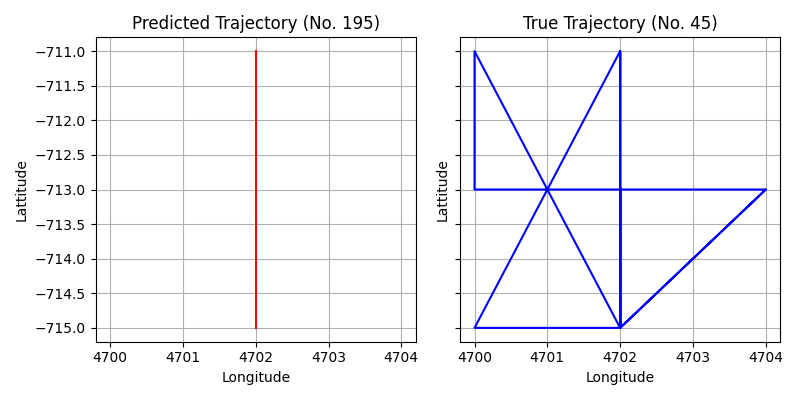 Predicted Trajectory (No. 195)
Lattitude
−711.0
−711.5
−712.0
−712.5
−713.0
−713.5
−714.0
−714.5
−715.0
4700 4701 4702 4703 4704
Longitude
True Trajectory (No. 45)
Lattitude
4700 4701 4702 4703 4704
Longitude